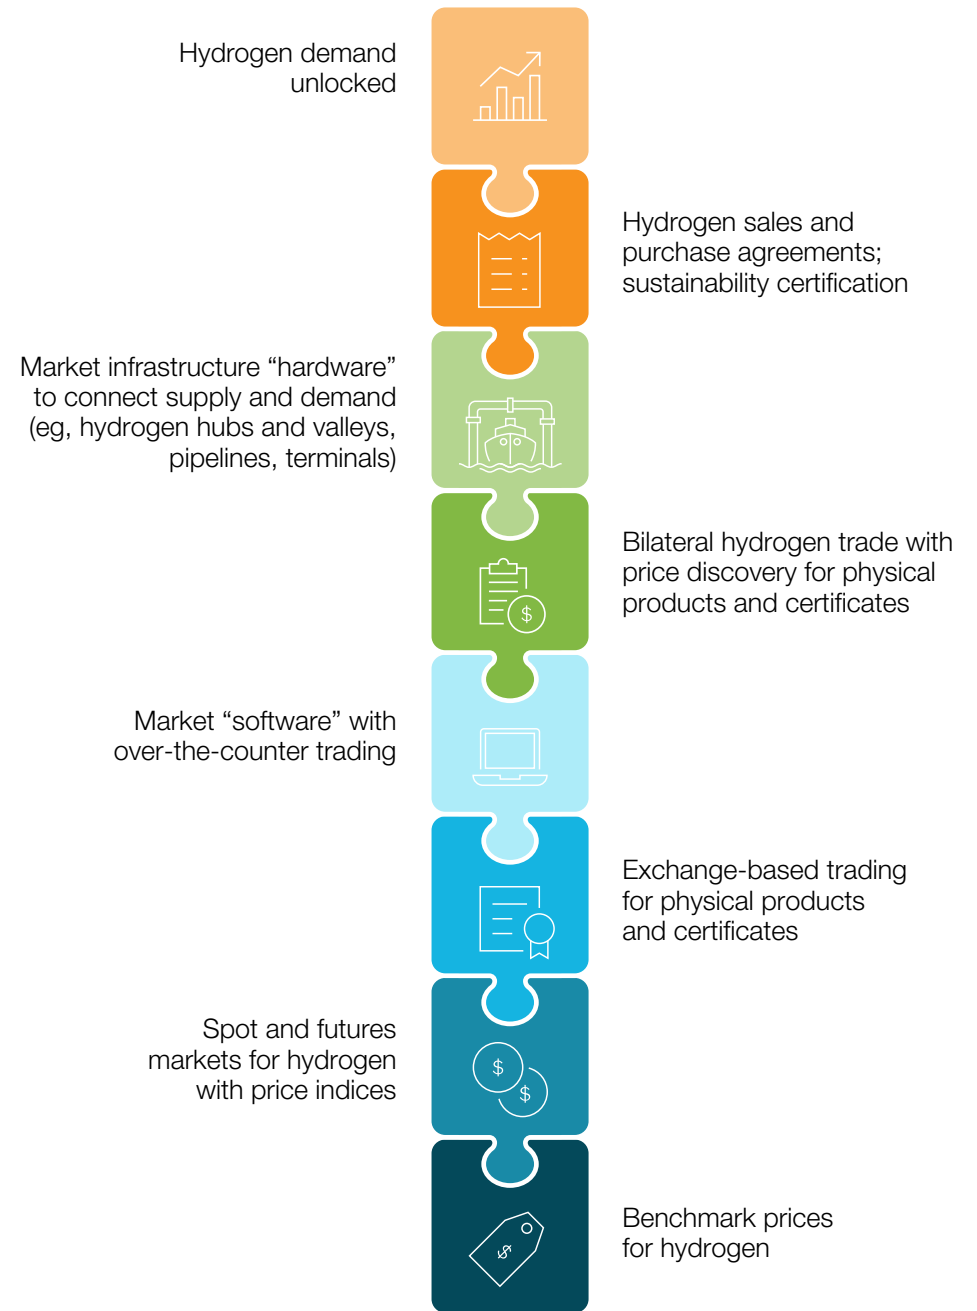 Hydrogen demand
unlocked
Hydrogen sales and
purchase agreements;
sustainability certification
Market infrastructure “hardware”
to connect supply and demand
(eg, hydrogen hubs and valleys,
pipelines, terminals)
Bilateral hydrogen trade with
price discovery for physical
products and certificates
$
Market “software” with
over-the-counter trading
Exchange-based trading
for physical products
and certificates
Spot and futures
markets for hydrogen
with price indices
$
$
Benchmark prices
for hydrogen
$